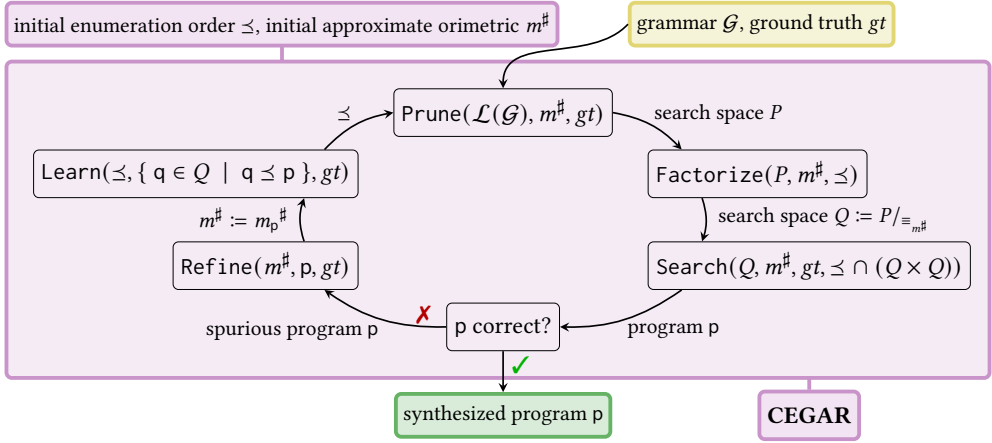 initial enumeration order ⪯, initial approximate orimetric m♯
grammar 𝒢, ground truth gt
Prune(ℒ(𝒢), m♯, gt)
⪯
search space P
Learn(⪯, { q ∈ Q | q ⪯ p }, gt)
Factorize(P, m♯, ⪯)
m♯ := mₚ♯
search space Q := P/≡ₘ♯
Refine(m♯, p, gt)
Search(Q, m♯, gt, ⪯ ∩ (Q × Q))
✗
p correct?
spurious program p
program p
✓
synthesized program p
CEGAR